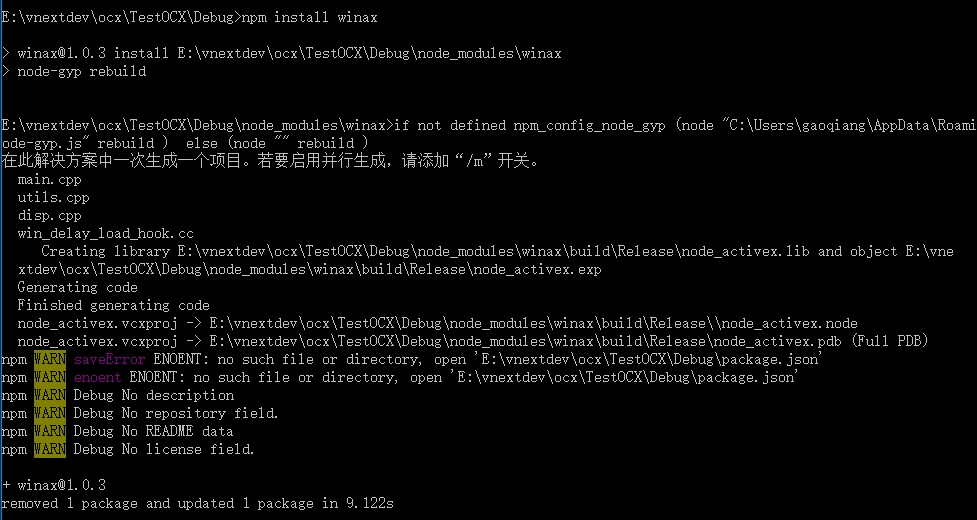 E:\vnextdev\ocx\TestOCX\Debug>npm install winax
> winax@1.0.3 install E:\vnextdev\ocx\TestOCX\Debug\node_modules\winax
> node-gyp rebuild
E:\vnextdev\ocx\TestOCX\Debug\node_modules\winax>if not defined npm_config_node_gyp (node "C:\Users\gaoqiang\AppData\Roami
ode-gyp.js" rebuild )  else (node "" rebuild )
在此解决方案中一次生成一个项目。若要启用并行生成，请添加“/m”开关。
main.cpp
utils.cpp
disp.cpp
win_delay_load_hook.cc
Creating library E:\vnextdev\ocx\TestOCX\Debug\node_modules\winax\build\Release\node_activex.lib and object E:\vne
xtdev\ocx\TestOCX\Debug\node_modules\winax\build\Release\node_activex.exp
Generating code
Finished generating code
node_activex.vcxproj -> E:\vnextdev\ocx\TestOCX\Debug\node_modules\winax\build\Release\\node_activex.node
node_activex.vcxproj -> E:\vnextdev\ocx\TestOCX\Debug\node_modules\winax\build\Release\node_activex.pdb (Full PDB)
npm WARN saveError ENOENT: no such file or directory, open 'E:\vnextdev\ocx\TestOCX\Debug\package.json'
npm WARN enoent ENOENT: no such file or directory, open 'E:\vnextdev\ocx\TestOCX\Debug\package.json'
npm WARN Debug No description
npm WARN Debug No repository field.
npm WARN Debug No README data
npm WARN Debug No license field.
+ winax@1.0.3
removed 1 package and updated 1 package in 9.122s